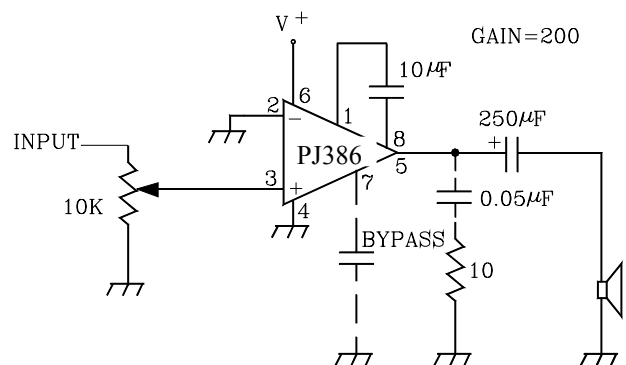 V+
GAIN=200
10µF
6
2
1
−
250µF
8
+
INPUT
PJ386
5
3
+
7
10K
4
0.05µF
BYPASS
10